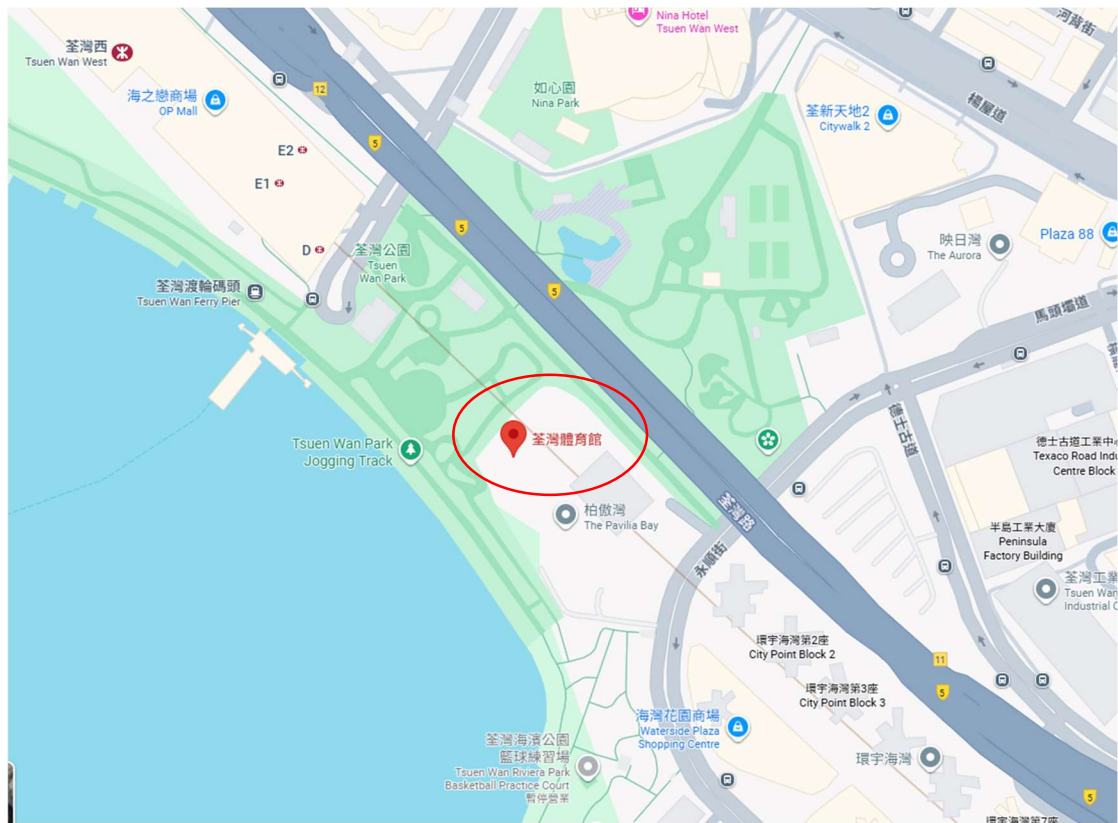 Nina Hotel
Tsuen Wan West
河背街
荃灣西
Tsuen Wan West
海之戀商場
OP Mall
12
如心園
Nina Park
荃新天地2
Citywalk 2
楊屋道
5
E2
E1
5
D
荃灣公園
Tsuen
Wan Park
映日灣
The Aurora
Plaza 88
荃灣渡輪碼頭
Tsuen Wan Ferry Pier
5
馬頭壩道
Tsuen Wan Park
Jogging Track
荃灣體育館
德士古道
德士古道工業中心
Texaco Road Indu
Centre Block
荃灣路
柏傲灣
The Pavilia Bay
半島工業大廈
Peninsula
Factory Building
永順街
荃灣工業
Tsuen Wan
Industrial C
環宇海灣第2座
City Point Block 2
11
5
環宇海灣第3座
City Point Block 3
海灣花園商場
Waterside Plaza
Shopping Centre
荃灣海濱公園
籃球練習場
Tsuen Wan Riviera Park
Basketball Practice Court
暫停營業
環宇海灣
5
環宇海灣第7座